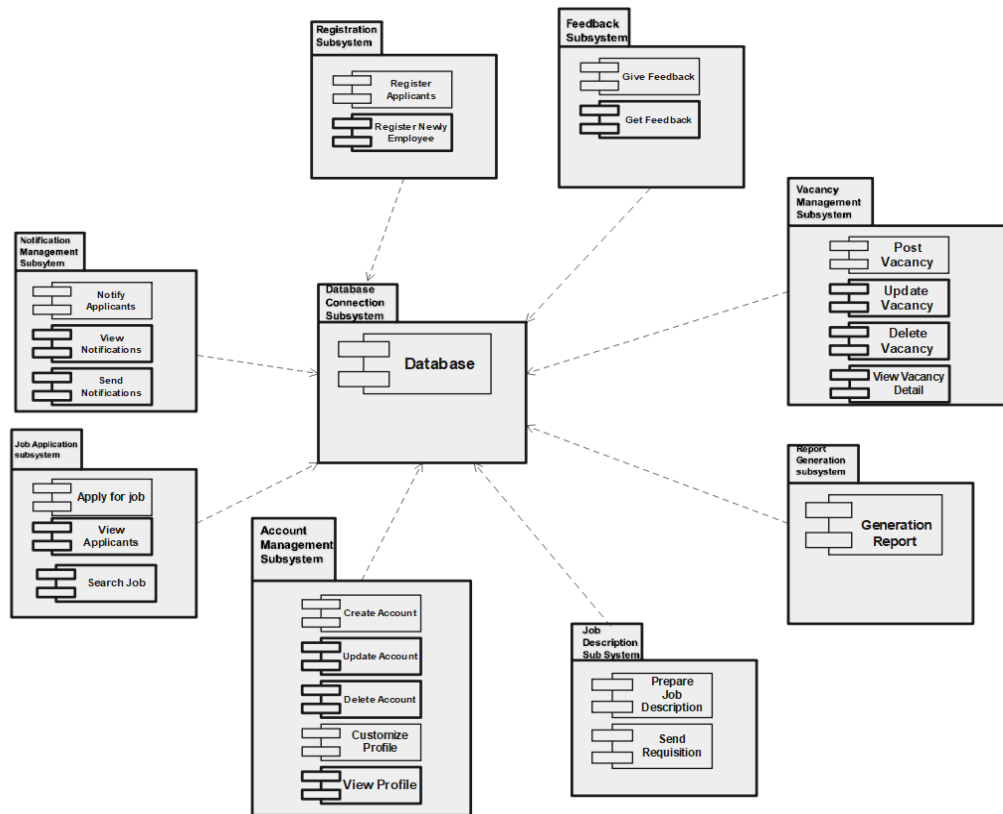 Registration
Subsystem
Register
Applicants
Register Newly
Employee
Feedback
Subsystem
Give Feedback
Get Feedback
Vacancy
Management
Subsystem
Post
Vacancy
Update
Vacancy
Delete
Vacancy
View Vacancy
Detail
Notification
Management
Subsytem
Notify
Applicants
View
Notifications
Send
Notifications
Database
Connection
Subsystem
Database
Job Application
subsystem
Apply for job
View
Applicants
Search Job
Report
Generation
subsystem
Generation
Report
Account
Management
Subsystem
Create Account
Update Account
Delete Account
Customize
Profile
View Profile
Job
Description
Sub System
Prepare
Job
Description
Send
Requisition